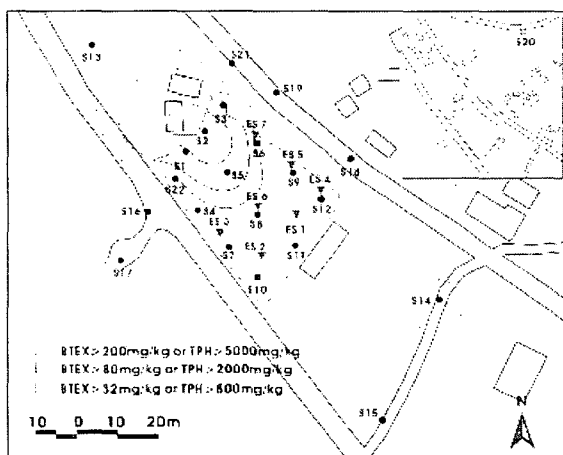 S20
S13
S21
S19
S3
S2
ES 7
S6
S1
ES 5
S18
S22
S5
S9
ES 4
S16
S4
ES 6
S12
ES 3
S8
ES 1
S7
ES 2
S11
S17
S10
S14
BTEX > 200mg/kg or TPH > 5000mg/kg
BTEX > 80mg/kg or TPH > 2000mg/kg
BTEX > 32mg/kg or TPH > 800mg/kg
N
10 0 10 20m
S15